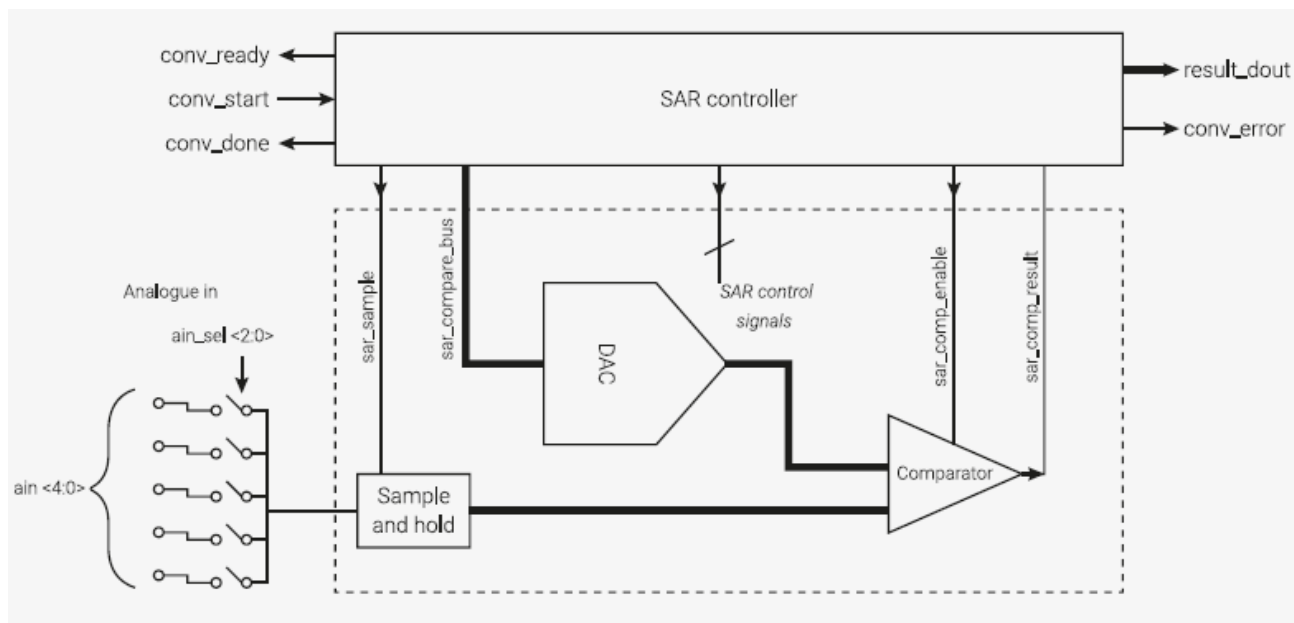 conv_ready
conv_start
conv_done
SAR controller
result_dout
conv_error
sar_sample
sar_compare_bus
SAR control
signals
sar_comp_enable
sar_comp_result
Analogue in
ain_sel <2:0>
DAC
ain <4:0>
Sample
and hold
Comparator